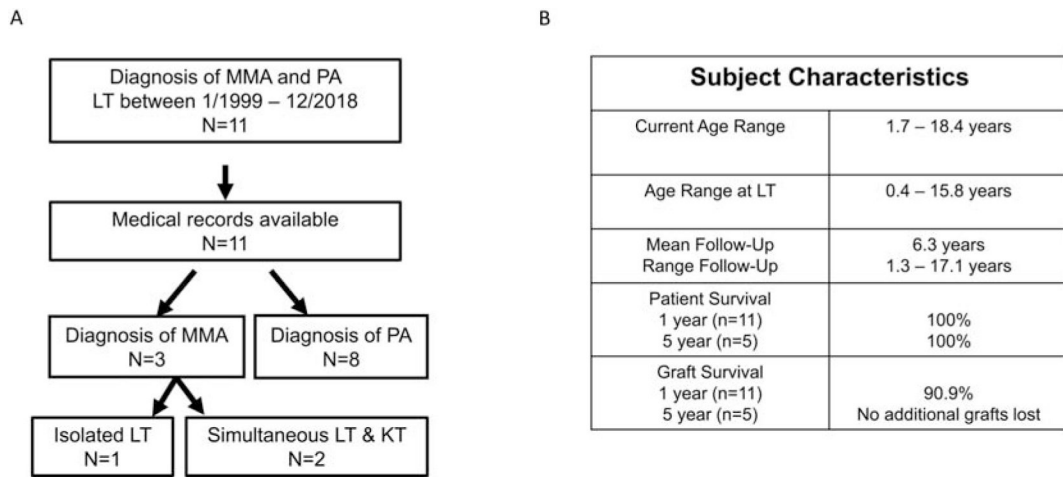 A
Diagnosis of MMA and PA
LT between 1/1999 – 12/2018
N=11
Medical records available
N=11
Diagnosis of MMA
N=3
Diagnosis of PA
N=8
Isolated LT
N=1
Simultaneous LT & KT
N=2
B
Subject Characteristics
Current Age Range 1.7 – 18.4 years
Age Range at LT 0.4 – 15.8 years
Mean Follow-Up 6.3 years
Range Follow-Up 1.3 – 17.1 years
Patient Survival
1 year (n=11) 100%
5 year (n=5) 100%
Graft Survival
1 year (n=11) 90.9%
5 year (n=5) No additional grafts lost